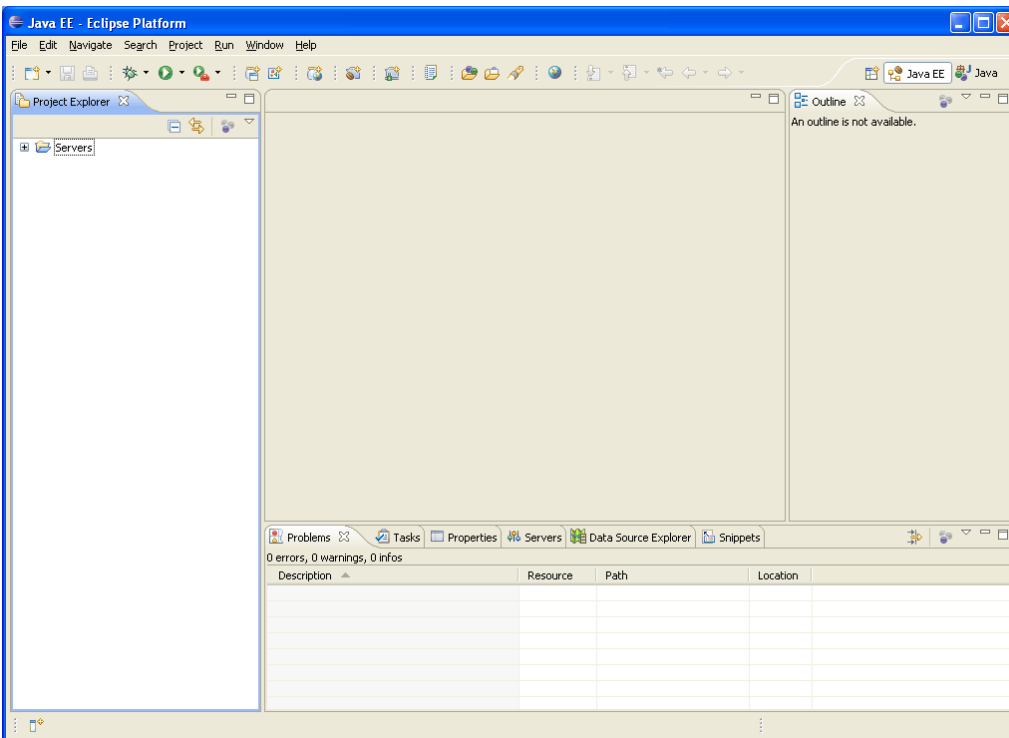 Java EE - Eclipse Platform
File Edit Navigate Search Project Run Window Help
Java EE Java
Project Explorer
Outline
An outline is not available.
Servers
Problems Tasks Properties Servers Data Source Explorer Snippets
0 errors, 0 warnings, 0 infos
Description Resource Path Location